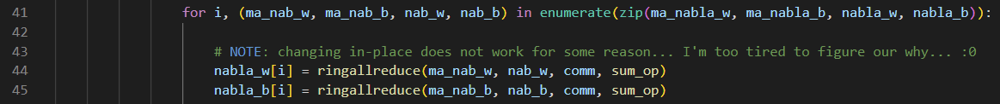 41 for i, (ma_nab_w, ma_nab_b, nab_w, nab_b) in enumerate(zip(ma_nabla_w, ma_nabla_b, nabla_w, nabla_b)):
42
43 # NOTE: changing in-place does not work for some reason... I'm too tired to figure our why... :0
44 nabla_w[i] = ringallreduce(ma_nab_w, nab_w, comm, sum_op)
45 nabla_b[i] = ringallreduce(ma_nab_b, nab_b, comm, sum_op)